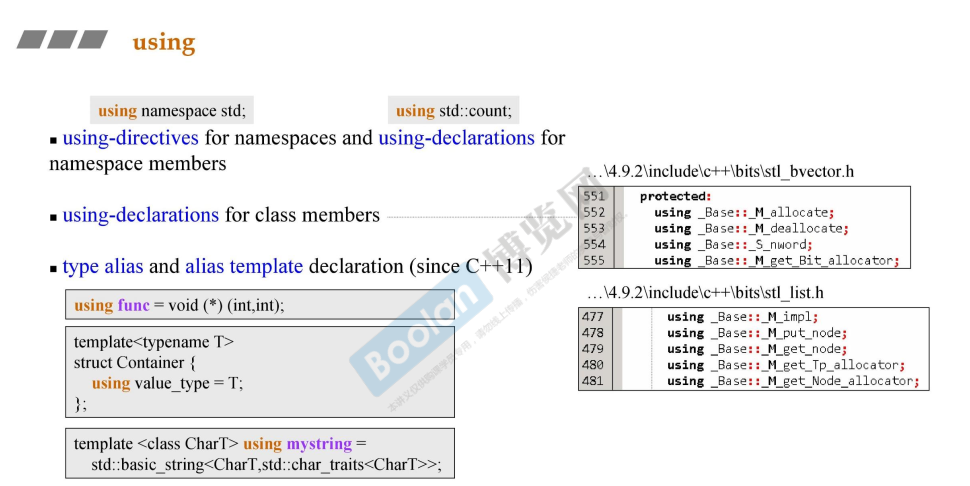 using
using namespace std;
using std::count;
▪ using-directives for namespaces and using-declarations for
namespace members
▪ using-declarations for class members
▪ type alias and alias template declaration (since C++11)
using func = void (*) (int,int);
template<typename T>
struct Container {
using value_type = T;
};
template <class CharT> using mystring =
std::basic_string<CharT,std::char_traits<CharT>>;
…\4.9.2\include\c++\bits\stl_bvector.h
551 protected:
552 using _Base::_M_allocate;
553 using _Base::_M_deallocate;
554 using _Base::_S_nword;
555 using _Base::_M_get_Bit_allocator;
…\4.9.2\include\c++\bits\stl_list.h
477 using _Base::_M_impl;
478 using _Base::_M_put_node;
479 using _Base::_M_get_node;
480 using _Base::_M_get_Tp_allocator;
481 using _Base::_M_get_Node_allocator;
Boolan 博览网